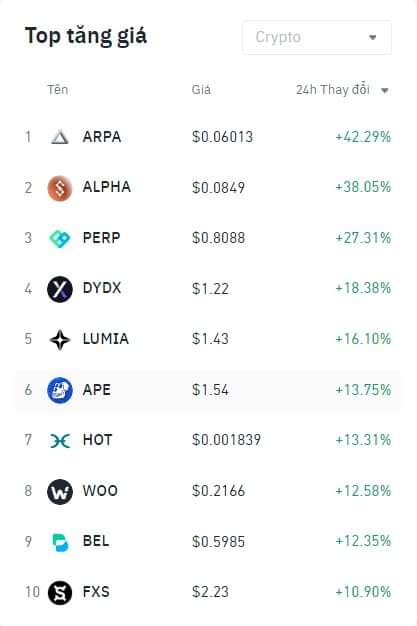 Top tăng giá
Crypto
Tên Giá 24h Thay đổi
1 ARPA $0.06013 +42.29%
2 ALPHA $0.0849 +38.05%
3 PERP $0.8088 +27.31%
4 DYDX $1.22 +18.38%
5 LUMIA $1.43 +16.10%
6 APE $1.54 +13.75%
7 HOT $0.001839 +13.31%
8 WOO $0.2166 +12.58%
9 BEL $0.5985 +12.35%
10 FXS $2.23 +10.90%